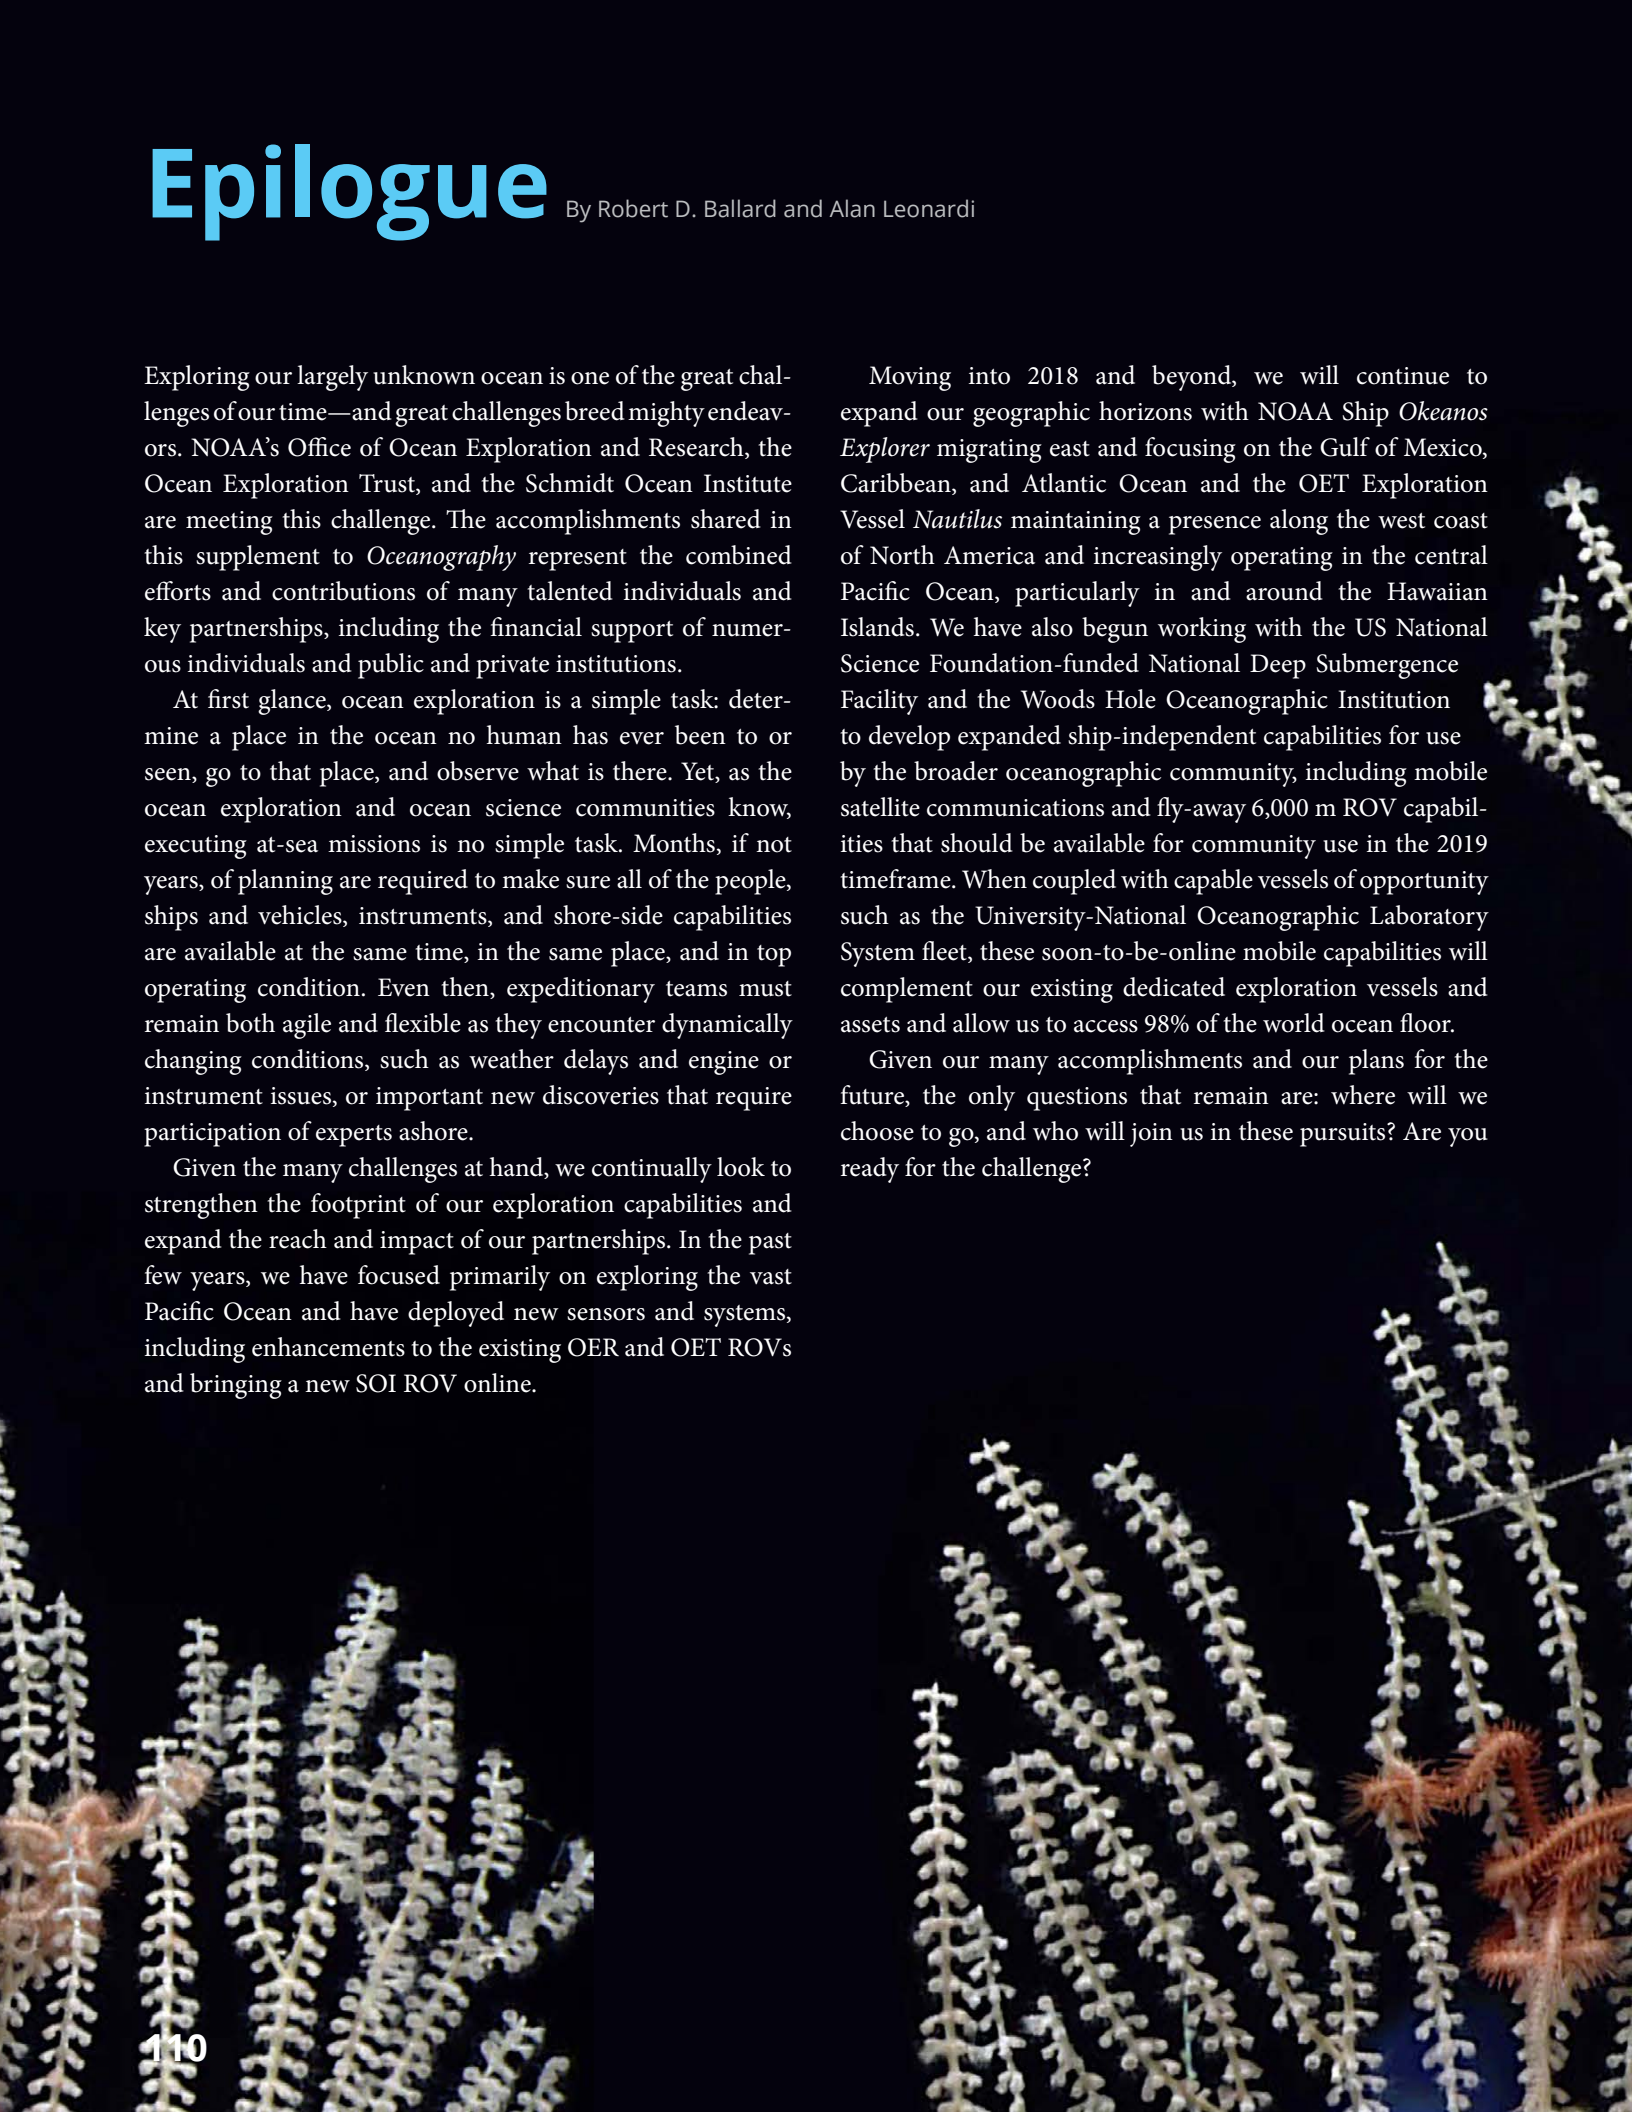 Epilogue By Robert D. Ballard and Alan Leonardi
Exploring our largely unknown ocean is one of the great chal-
lenges of our time—and great challenges breed mighty endeav-
ors. NOAA’s Office of Ocean Exploration and Research, the
Ocean Exploration Trust, and the Schmidt Ocean Institute
are meeting this challenge. The accomplishments shared in
this supplement to Oceanography represent the combined
efforts and contributions of many talented individuals and
key partnerships, including the financial support of numer-
ous individuals and public and private institutions.
At first glance, ocean exploration is a simple task: deter-
mine a place in the ocean no human has ever been to or
seen, go to that place, and observe what is there. Yet, as the
ocean exploration and ocean science communities know,
executing at-sea missions is no simple task. Months, if not
years, of planning are required to make sure all of the people,
ships and vehicles, instruments, and shore-side capabilities
are available at the same time, in the same place, and in top
operating condition. Even then, expeditionary teams must
remain both agile and flexible as they encounter dynamically
changing conditions, such as weather delays and engine or
instrument issues, or important new discoveries that require
participation of experts ashore.
Given the many challenges at hand, we continually look to
strengthen the footprint of our exploration capabilities and
expand the reach and impact of our partnerships. In the past
few years, we have focused primarily on exploring the vast
Pacific Ocean and have deployed new sensors and systems,
including enhancements to the existing OER and OET ROVs
and bringing a new SOI ROV online.
Moving into 2018 and beyond, we will continue to
expand our geographic horizons with NOAA Ship Okeanos
Explorer migrating east and focusing on the Gulf of Mexico,
Caribbean, and Atlantic Ocean and the OET Exploration
Vessel Nautilus maintaining a presence along the west coast
of North America and increasingly operating in the central
Pacific Ocean, particularly in and around the Hawaiian
Islands. We have also begun working with the US National
Science Foundation-funded National Deep Submergence
Facility and the Woods Hole Oceanographic Institution
to develop expanded ship-independent capabilities for use
by the broader oceanographic community, including mobile
satellite communications and fly-away 6,000 m ROV capabil-
ities that should be available for community use in the 2019
timeframe. When coupled with capable vessels of opportunity
such as the University-National Oceanographic Laboratory
System fleet, these soon-to-be-online mobile capabilities will
complement our existing dedicated exploration vessels and
assets and allow us to access 98% of the world ocean floor.
Given our many accomplishments and our plans for the
future, the only questions that remain are: where will we
choose to go, and who will join us in these pursuits? Are you
ready for the challenge?
110